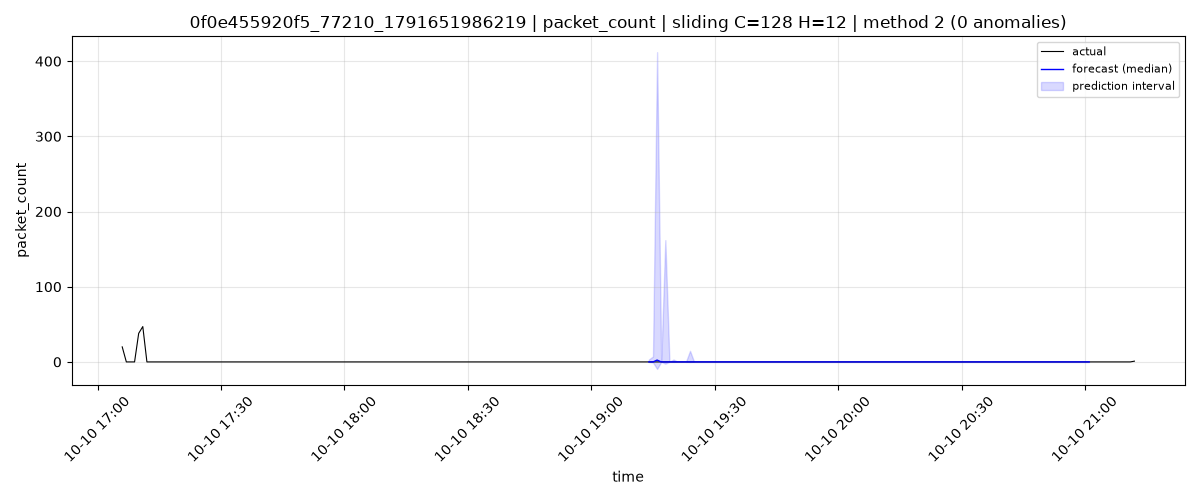 0f0e455920f5_77210_1791651986219 | packet_count | sliding C=128 H=12 | method 2 (0 anomalies)
actual
forecast (median)
prediction interval
packet_count
400
300
200
100
0
10-10 17:00
10-10 17:30
10-10 18:00
10-10 18:30
10-10 19:00
10-10 19:30
10-10 20:00
10-10 20:30
10-10 21:00
time